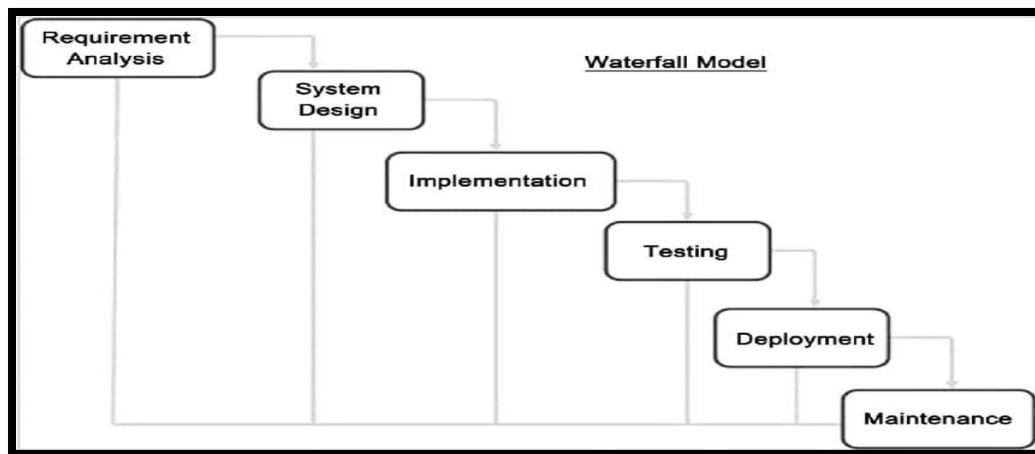 Requirement
Analysis
Waterfall Model
System
Design
Implementation
Testing
Deployment
Maintenance